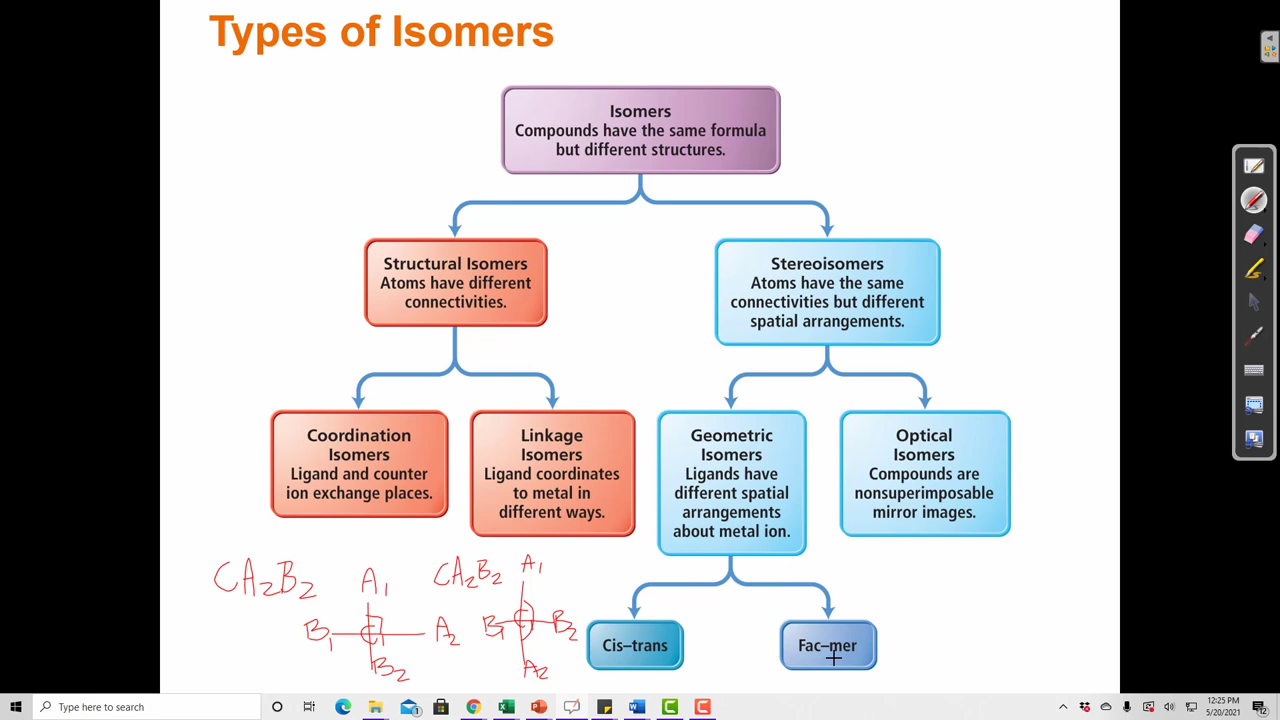 Types of Isomers
Isomers
Compounds have the same formula
but different structures.
Structural Isomers
Atoms have different
connectivities.
Stereoisomers
Atoms have the same
connectivities but different
spatial arrangements.
Coordination
Isomers
Ligand and counter
ion exchange places.
Linkage
Isomers
Ligand coordinates
to metal in
different ways.
Geometric
Isomers
Ligands have
different spatial
arrangements
about metal ion.
Optical
Isomers
Compounds are
nonsuperimposable
mirror images.
Cis–trans
Fac–mer
CA₂B₂
A₁
B₁ C A₂
B₂
CA₂B₂
A₁
B₁ C B₂
A₂
Type here to search
12:25 PM
5/20/2021